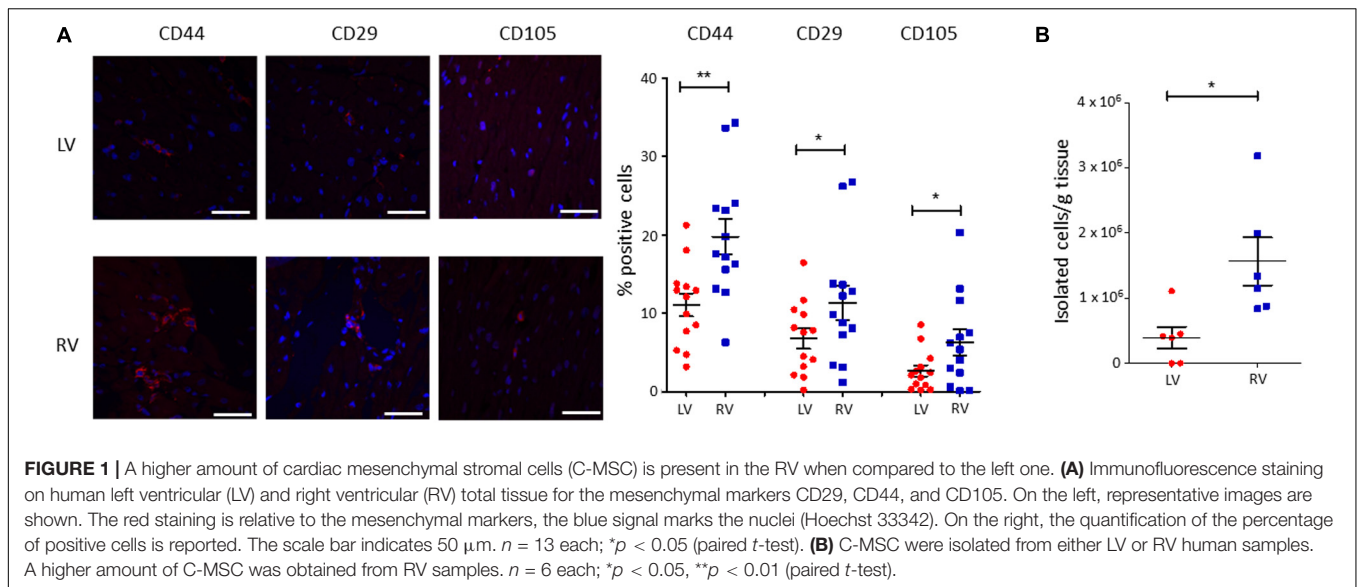 A
CD44
CD29
CD105
LV
RV
CD44
CD29
CD105
% positive cells
40
30
20
10
0
**
*
*
LV
RV
LV
RV
LV
RV
B
Isolated cells/g tissue
4 x 10⁶
3 x 10⁶
2 x 10⁶
1 x 10⁶
0
*
LV
RV
FIGURE 1 | A higher amount of cardiac mesenchymal stromal cells (C-MSC) is present in the RV when compared to the left one. (A) Immunofluorescence staining
on human left ventricular (LV) and right ventricular (RV) total tissue for the mesenchymal markers CD29, CD44, and CD105. On the left, representative images are
shown. The red staining is relative to the mesenchymal markers, the blue signal marks the nuclei (Hoechst 33342). On the right, the quantification of the percentage
of positive cells is reported. The scale bar indicates 50 μm. n = 13 each; *p < 0.05 (paired t-test). (B) C-MSC were isolated from either LV or RV human samples.
A higher amount of C-MSC was obtained from RV samples. n = 6 each; *p < 0.05, **p < 0.01 (paired t-test).